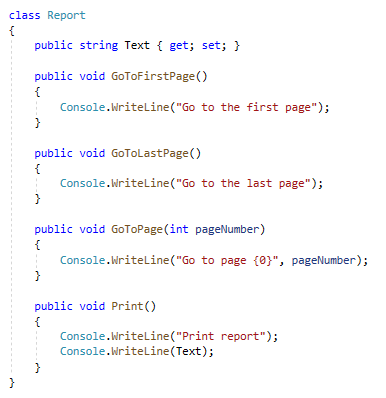 class Report
{
    public string Text { get; set; }

    public void GoToFirstPage()
    {
        Console.WriteLine("Go to the first page");
    }

    public void GoToLastPage()
    {
        Console.WriteLine("Go to the last page");
    }

    public void GoToPage(int pageNumber)
    {
        Console.WriteLine("Go to page {0}", pageNumber);
    }

    public void Print()
    {
        Console.WriteLine("Print report");
        Console.WriteLine(Text);
    }
}